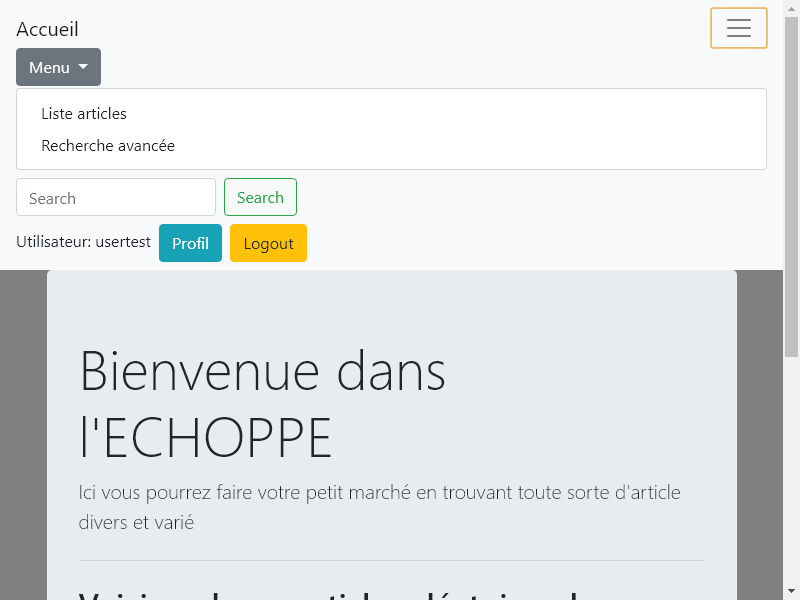 Accueil
Menu
Liste articles
Recherche avancée
Search
Search
Utilisateur: usertest
Profil
Logout
Bienvenue dans
l'ECHOPPE
Ici vous pourrez faire votre petit marché en trouvant toute sorte d'article
divers et varié